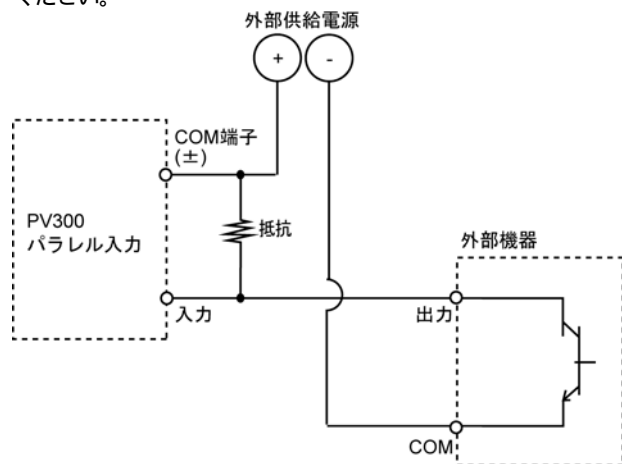 ください。
外部供給電源
+
-
COM端子
(±)
PV300
パラレル入力
抵抗
外部機器
入力
出力
COM